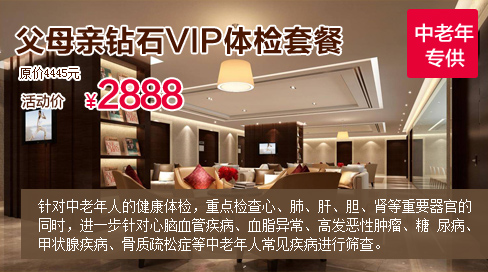 父母亲钻石VIP体检套餐
中老年
专供
原价4445元
活动价 ¥2888
针对中老年人的健康体检，重点检查心、肺、肝、胆、肾等重要器官的
同时，进一步针对心脑血管疾病、血脂异常、高发恶性肿瘤、糖 尿病、
甲状腺疾病、骨质疏松症等中老年人常见疾病进行筛查。